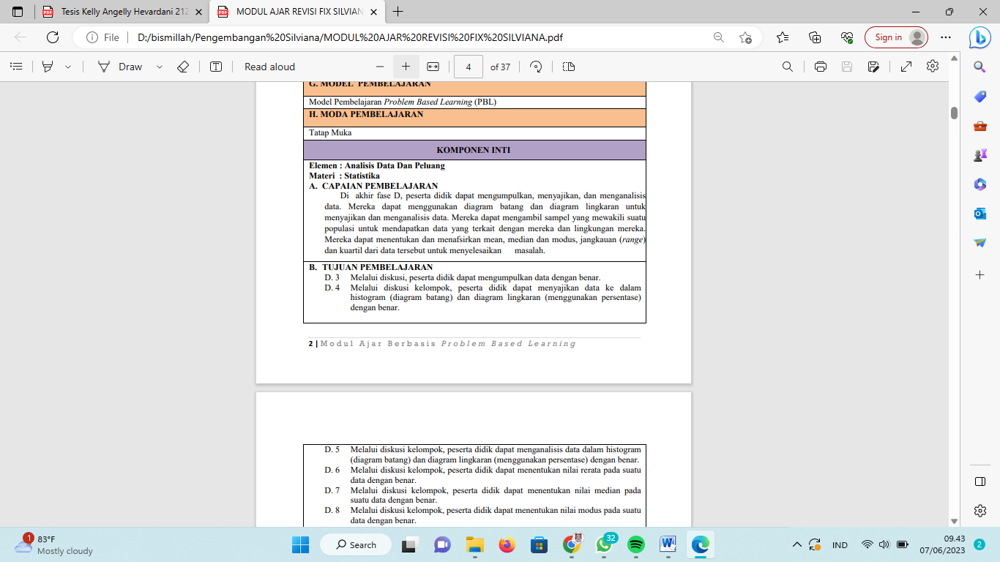 Tesis Kelly Angelly Hevardani 212
MODUL AJAR REVISI FIX SILVIAN
File
D:/bismillah/Pengembangan%20Silviana/MODUL%20AJAR%20REVISI%20FIX%20SILVIANA.pdf
Sign in
Draw
Read aloud
4
of 37
G. MODEL PEMBELAJARAN
Model Pembelajaran Problem Based Learning (PBL)
H. MODA PEMBELAJARAN
Tatap Muka
KOMPONEN INTI
Elemen : Analisis Data Dan Peluang
Materi : Statistika
A. CAPAIAN PEMBELAJARAN
Di akhir fase D, peserta didik dapat mengumpulkan, menyajikan, dan menganalisis
data. Mereka dapat menggunakan diagram batang dan diagram lingkaran untuk
menyajikan dan menganalisis data. Mereka dapat mengambil sampel yang mewakili suatu
populasi untuk mendapatkan data yang terkait dengan mereka dan lingkungan mereka.
Mereka dapat menentukan dan menafsirkan mean, median dan modus, jangkauan (range)
dan kuartil dari data tersebut untuk menyelesaikan masalah.
B. TUJUAN PEMBELAJARAN
D. 3 Melalui diskusi, peserta didik dapat mengumpulkan data dengan benar.
D. 4 Melalui diskusi kelompok, peserta didik dapat menyajikan data ke dalam
histogram (diagram batang) dan diagram lingkaran (menggunakan persentase)
dengan benar.
2 | Modul Ajar Berbasis Problem Based Learning
D. 5 Melalui diskusi kelompok, peserta didik dapat menganalisis data dalam histogram
(diagram batang) dan diagram lingkaran (menggunakan persentase) dengan benar.
D. 6 Melalui diskusi kelompok, peserta didik dapat menentukan nilai rerata pada suatu
data dengan benar.
D. 7 Melalui diskusi kelompok, peserta didik dapat menentukan nilai median pada
suatu data dengan benar.
D. 8 Melalui diskusi kelompok, peserta didik dapat menentukan nilai modus pada suatu
data dengan benar.
1
83°F
Mostly cloudy
Search
32
IND
09.43
07/06/2023
2